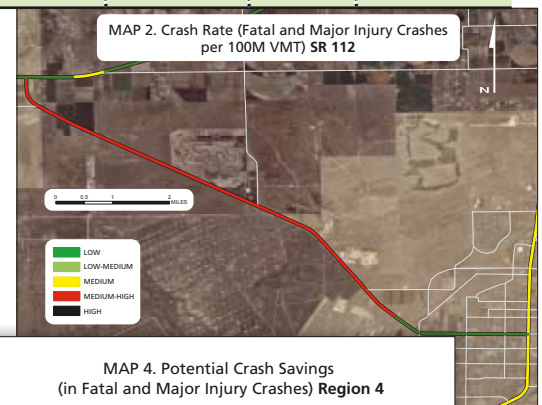 MAP 2. Crash Rate (Fatal and Major Injury Crashes
per 100M VMT) SR 112
N
0 0.5 1 2
MILES
LOW
LOW-MEDIUM
MEDIUM
MEDIUM-HIGH
HIGH
MAP 4. Potential Crash Savings
(in Fatal and Major Injury Crashes) Region 4